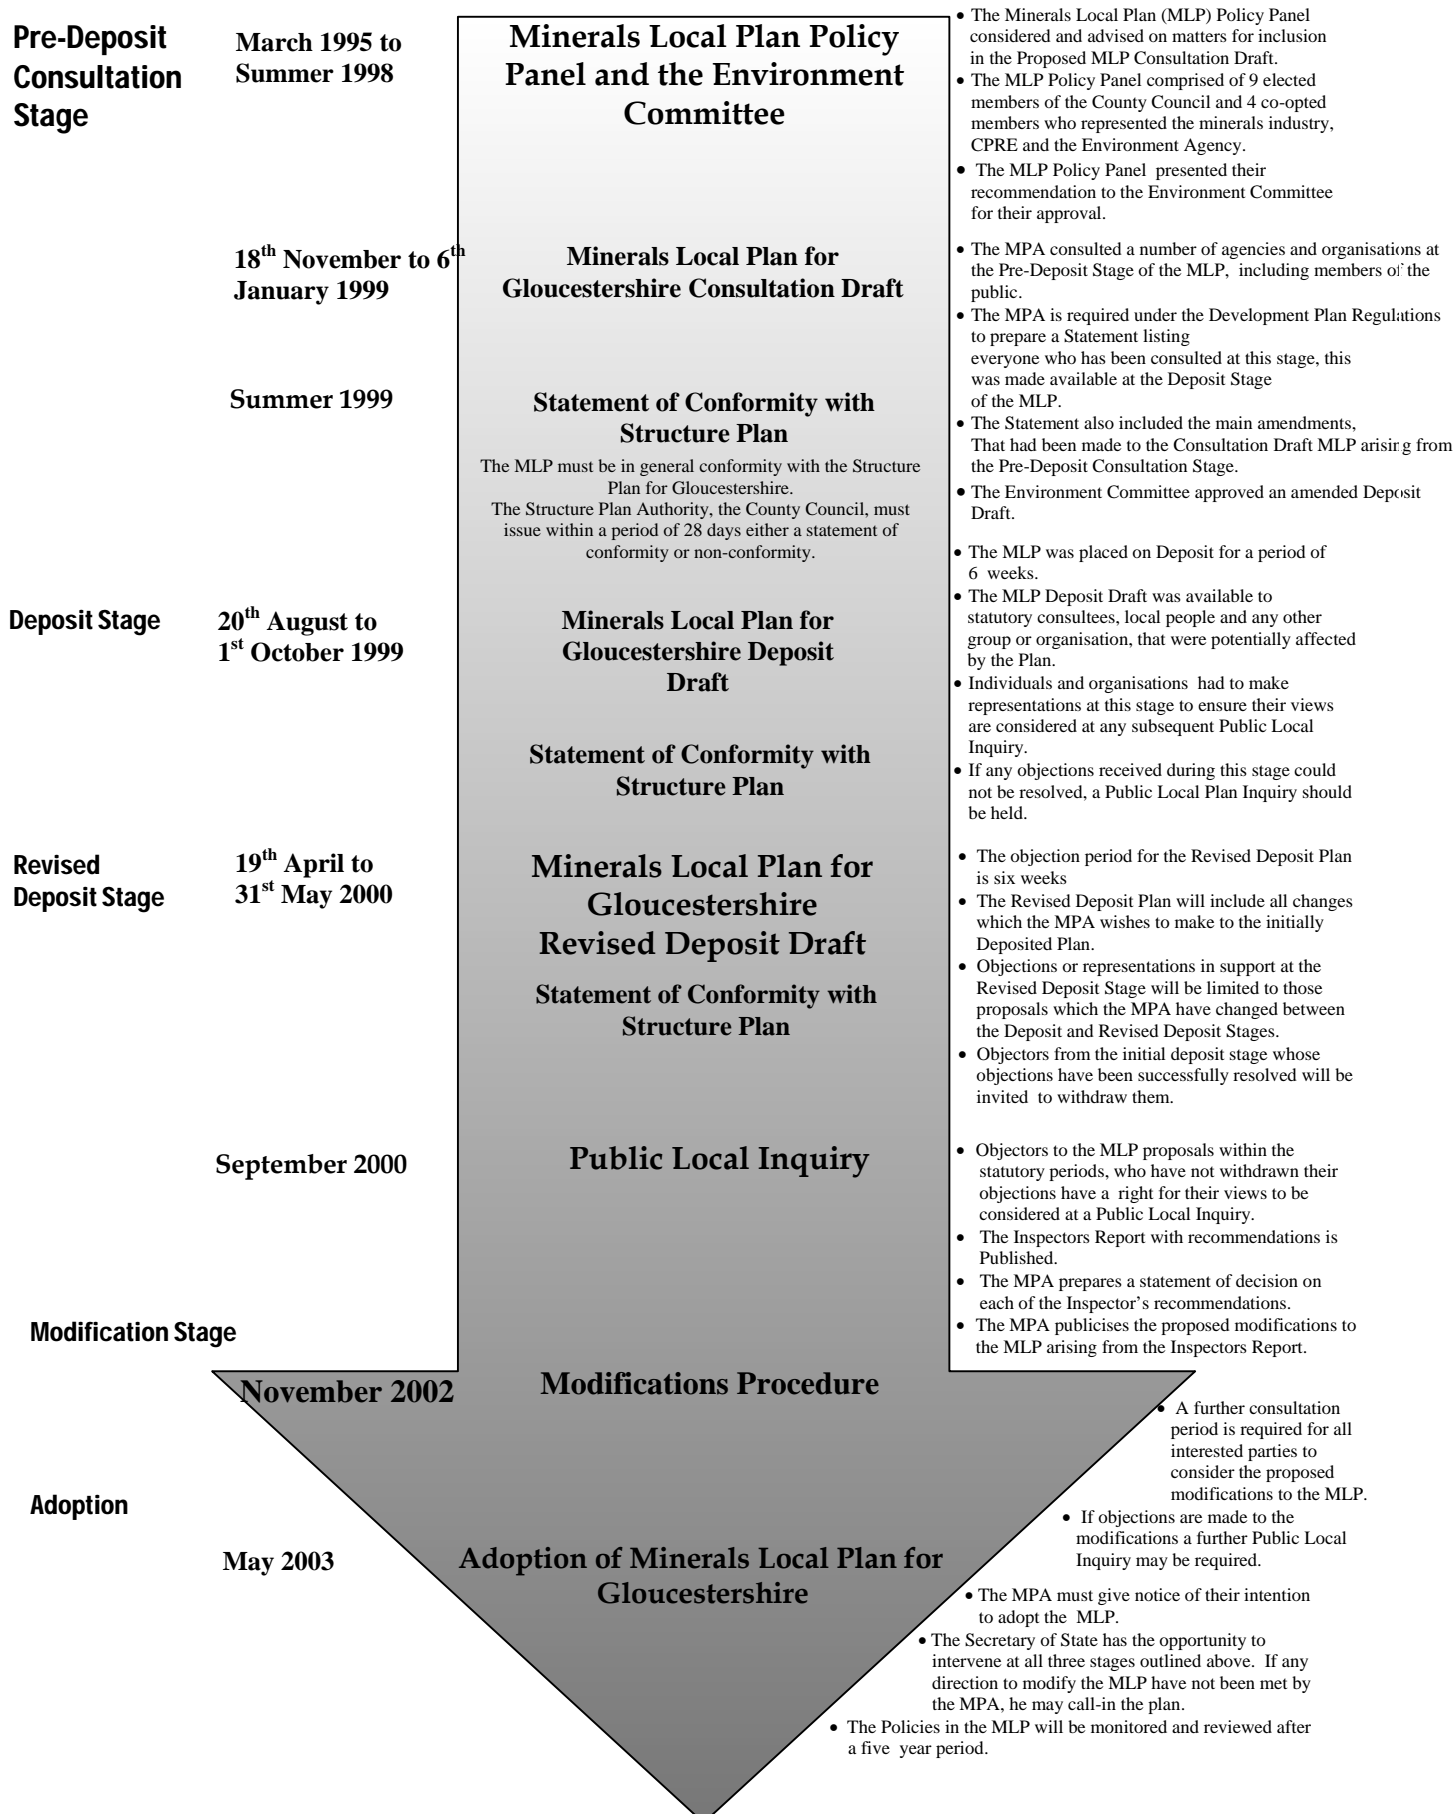 Pre-Deposit
Consultation
Stage
March 1995 to
Summer 1998
Minerals Local Plan Policy
Panel and the Environment
Committee
• The Minerals Local Plan (MLP) Policy Panel
considered and advised on matters for inclusion
in the Proposed MLP Consultation Draft.
• The MLP Policy Panel comprised of 9 elected
members of the County Council and 4 co-opted
members who represented the minerals industry,
CPRE and the Environment Agency.
• The MLP Policy Panel presented their
recommendation to the Environment Committee
for their approval.
18th November to 6th
January 1999
Minerals Local Plan for
Gloucestershire Consultation Draft
• The MPA consulted a number of agencies and organisations at
the Pre-Deposit Stage of the MLP, including members of the
public.
• The MPA is required under the Development Plan Regulations
to prepare a Statement listing
everyone who has been consulted at this stage, this
was made available at the Deposit Stage
of the MLP.
• The Statement also included the main amendments,
That had been made to the Consultation Draft MLP arising from
the Pre-Deposit Consultation Stage.
• The Environment Committee approved an amended Deposit
Draft.
Summer 1999
Statement of Conformity with
Structure Plan
The MLP must be in general conformity with the Structure
Plan for Gloucestershire.
The Structure Plan Authority, the County Council, must
issue within a period of 28 days either a statement of
conformity or non-conformity.
Deposit Stage
20th August to
1st October 1999
Minerals Local Plan for
Gloucestershire Deposit
Draft
Statement of Conformity with
Structure Plan
• The MLP was placed on Deposit for a period of
6 weeks.
• The MLP Deposit Draft was available to
statutory consultees, local people and any other
group or organisation, that were potentially affected
by the Plan.
• Individuals and organisations had to make
representations at this stage to ensure their views
are considered at any subsequent Public Local
Inquiry.
• If any objections received during this stage could
not be resolved, a Public Local Plan Inquiry should
be held.
Revised
Deposit Stage
19th April to
31st May 2000
Minerals Local Plan for
Gloucestershire
Revised Deposit Draft
Statement of Conformity with
Structure Plan
• The objection period for the Revised Deposit Plan
is six weeks
• The Revised Deposit Plan will include all changes
which the MPA wishes to make to the initially
Deposited Plan.
• Objections or representations in support at the
Revised Deposit Stage will be limited to those
proposals which the MPA have changed between
the Deposit and Revised Deposit Stages.
• Objectors from the initial deposit stage whose
objections have been successfully resolved will be
invited to withdraw them.
September 2000
Public Local Inquiry
• Objectors to the MLP proposals within the
statutory periods, who have not withdrawn their
objections have a right for their views to be
considered at a Public Local Inquiry.
• The Inspectors Report with recommendations is
Published.
• The MPA prepares a statement of decision on
each of the Inspector's recommendations.
• The MPA publicises the proposed modifications to
the MLP arising from the Inspectors Report.
Modification Stage
November 2002
Modifications Procedure
• A further consultation
period is required for all
interested parties to
consider the proposed
modifications to the MLP.
• If objections are made to the
modifications a further Public Local
Inquiry may be required.
Adoption
May 2003
Adoption of Minerals Local Plan for
Gloucestershire
• The MPA must give notice of their intention
to adopt the MLP.
• The Secretary of State has the opportunity to
intervene at all three stages outlined above. If any
direction to modify the MLP have not been met by
the MPA, he may call-in the plan.
• The Policies in the MLP will be monitored and reviewed after
a five year period.